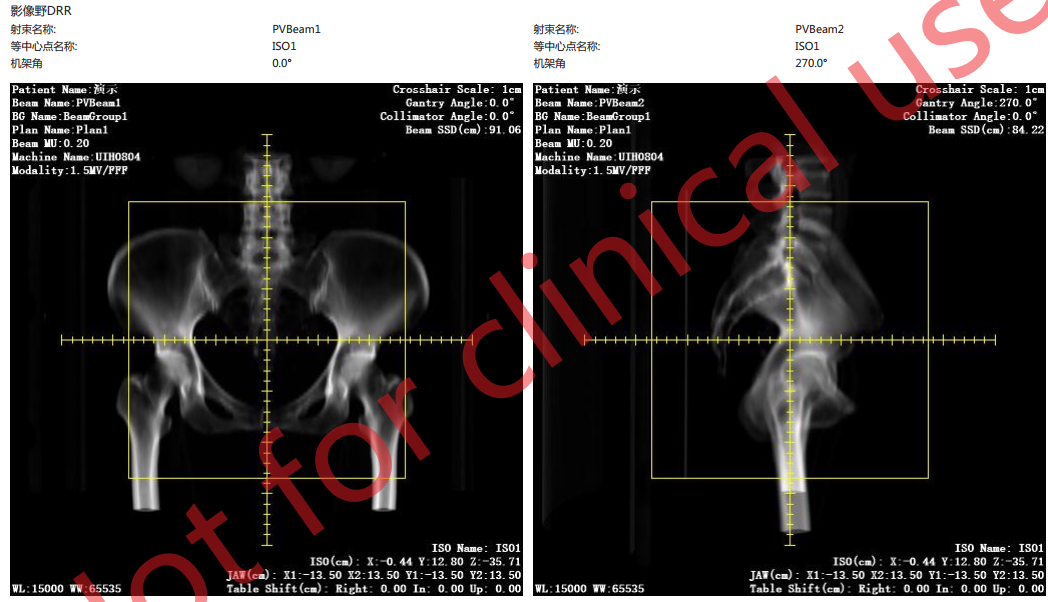 影像野DRR
射束名称: PVBeam1
等中心点名称: ISO1
机架角 0.0°
射束名称: PVBeam2
等中心点名称: ISO1
机架角 270.0°
Patient Name:演示
Beam Name:PVBeam1
BG Name:BeamGroup1
Plan Name:Plan1
Beam MU:0.20
Machine Name:UIH0804
Modality:1.5MV/FFF
Crosshair Scale: 1cm
Gantry Angle:0.0°
Collimator Angle:0.0°
Beam SSD(cm):91.06
ISO Name: ISO1
ISO(cm): X:-0.44 Y:12.80 Z:-35.71
JAW(cm): X1:-13.50 X2:13.50 Y1:-13.50 Y2:13.50
WL:15000 WW:65535 Table Shift(cm): Right: 0.00 In: 0.00 Up: 0.00
Patient Name:演示
Beam Name:PVBeam2
BG Name:BeamGroup1
Plan Name:Plan1
Beam MU:0.20
Machine Name:UIH0804
Modality:1.5MV/FFF
Crosshair Scale: 1cm
Gantry Angle:270.0°
Collimator Angle:0.0°
Beam SSD(cm):84.22
ISO Name: ISO1
ISO(cm): X:-0.44 Y:12.80 Z:-35.71
JAW(cm): X1:-13.50 X2:13.50 Y1:-13.50 Y2:13.50
WL:15000 WW:65535 Table Shift(cm): Right: 0.00 In: 0.00 Up: 0.00
Not for clinical use